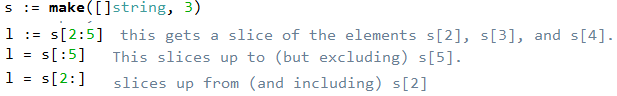 s := make([]string, 3)
l := s[2:5] this gets a slice of the elements s[2], s[3], and s[4].
l = s[:5] This slices up to (but excluding) s[5].
l = s[2:] slices up from (and including) s[2]